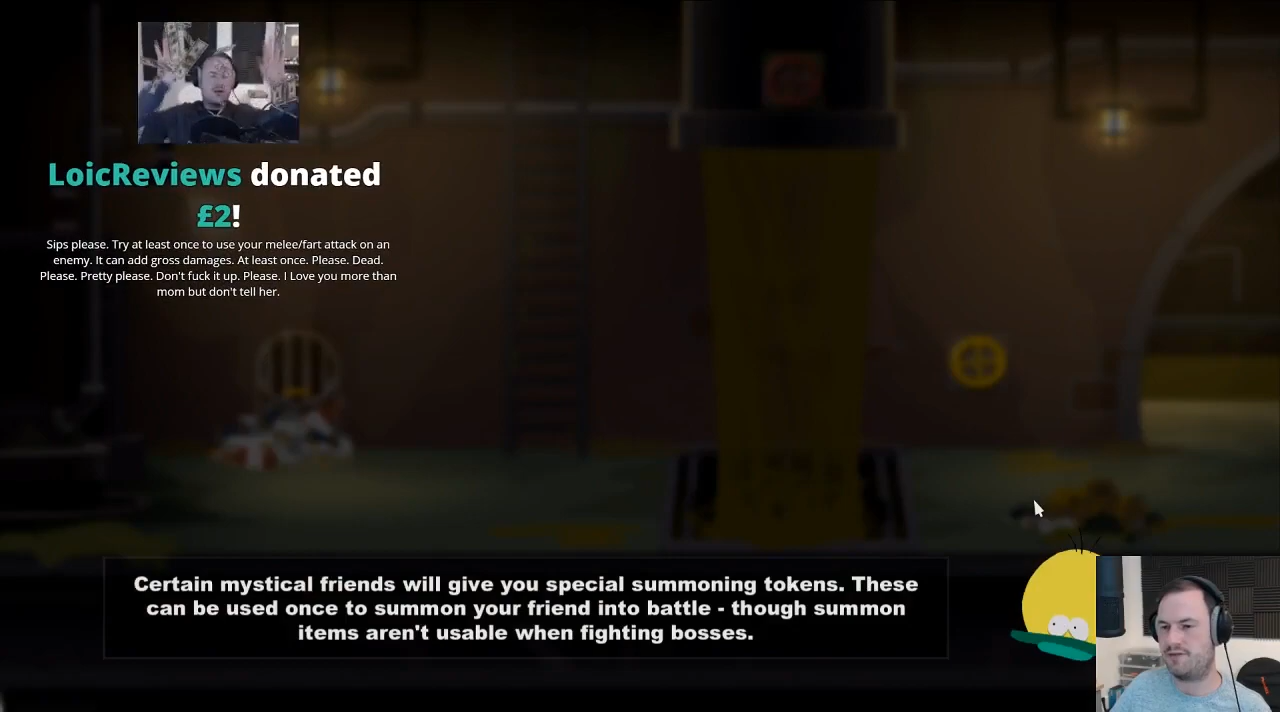 LoicReviews donated
£2!
Sips please. Try at least once to use your melee/fart attack on an
enemy. It can add gross damages. At least once. Please. Dead.
Please. Pretty please. Don't fuck it up. Please. I Love you more than
mom but don't tell her.
Certain mystical friends will give you special summoning tokens. These
can be used once to summon your friend into battle - though summon
items aren't usable when fighting bosses.